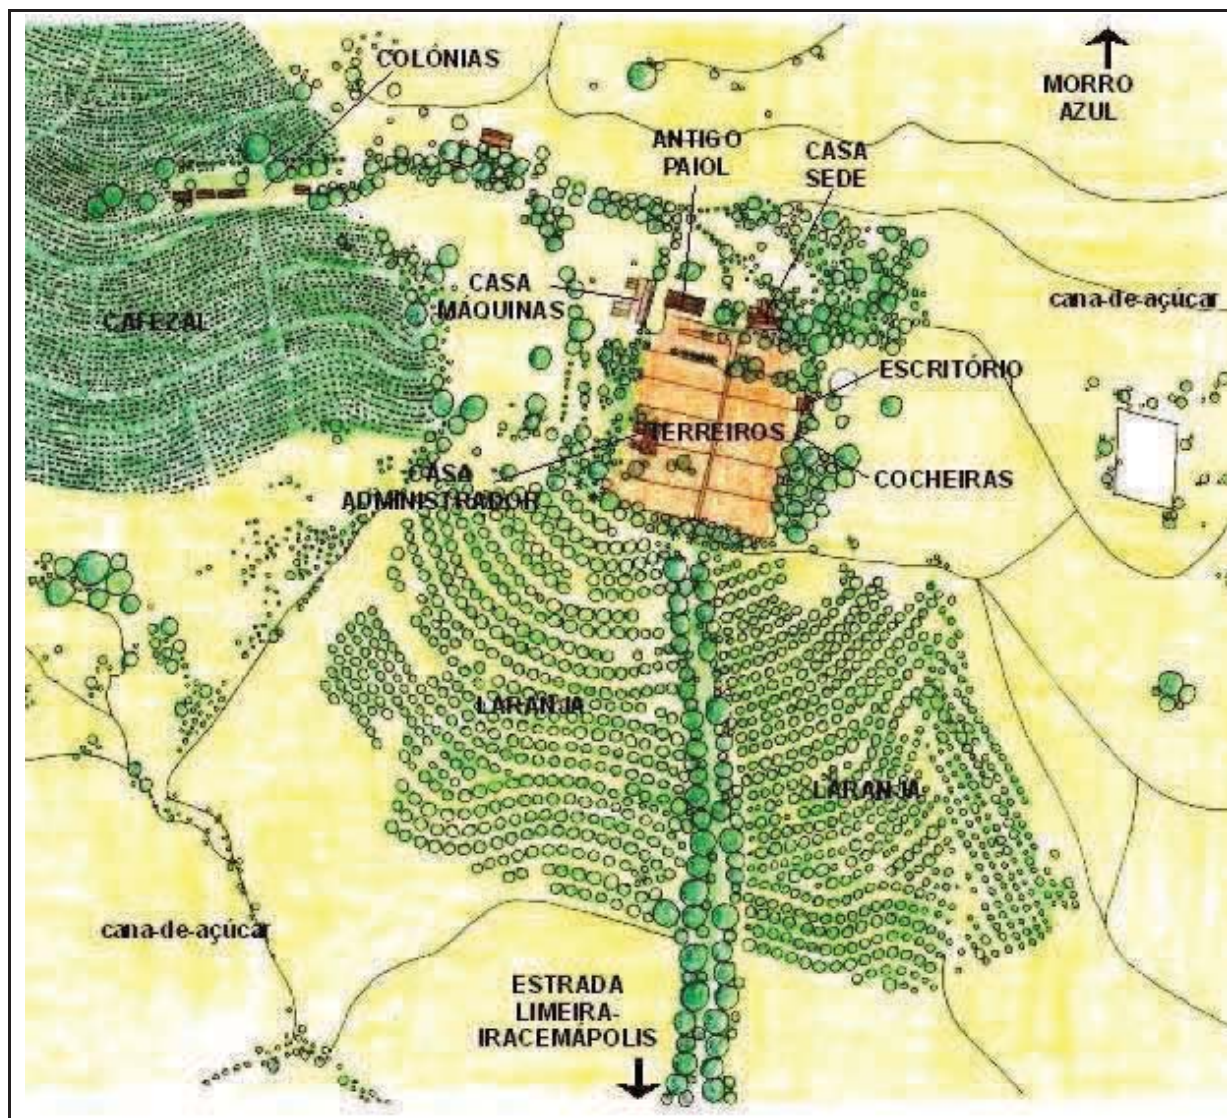 COLÓNIAS
MORRO
AZUL
ANTIGO
PAIOL
CASA
SEDE
CASA
MÁQUINAS
cana-de-açúcar
CAFEZAL
ESCRITÓRIO
TERREIROS
CASA
ADMINISTRADOR
COCHEIRAS
LARANJA
LARANJA
cana-de-açúcar
ESTRADA
LIMEIRA-
IRACEMÁPOLIS